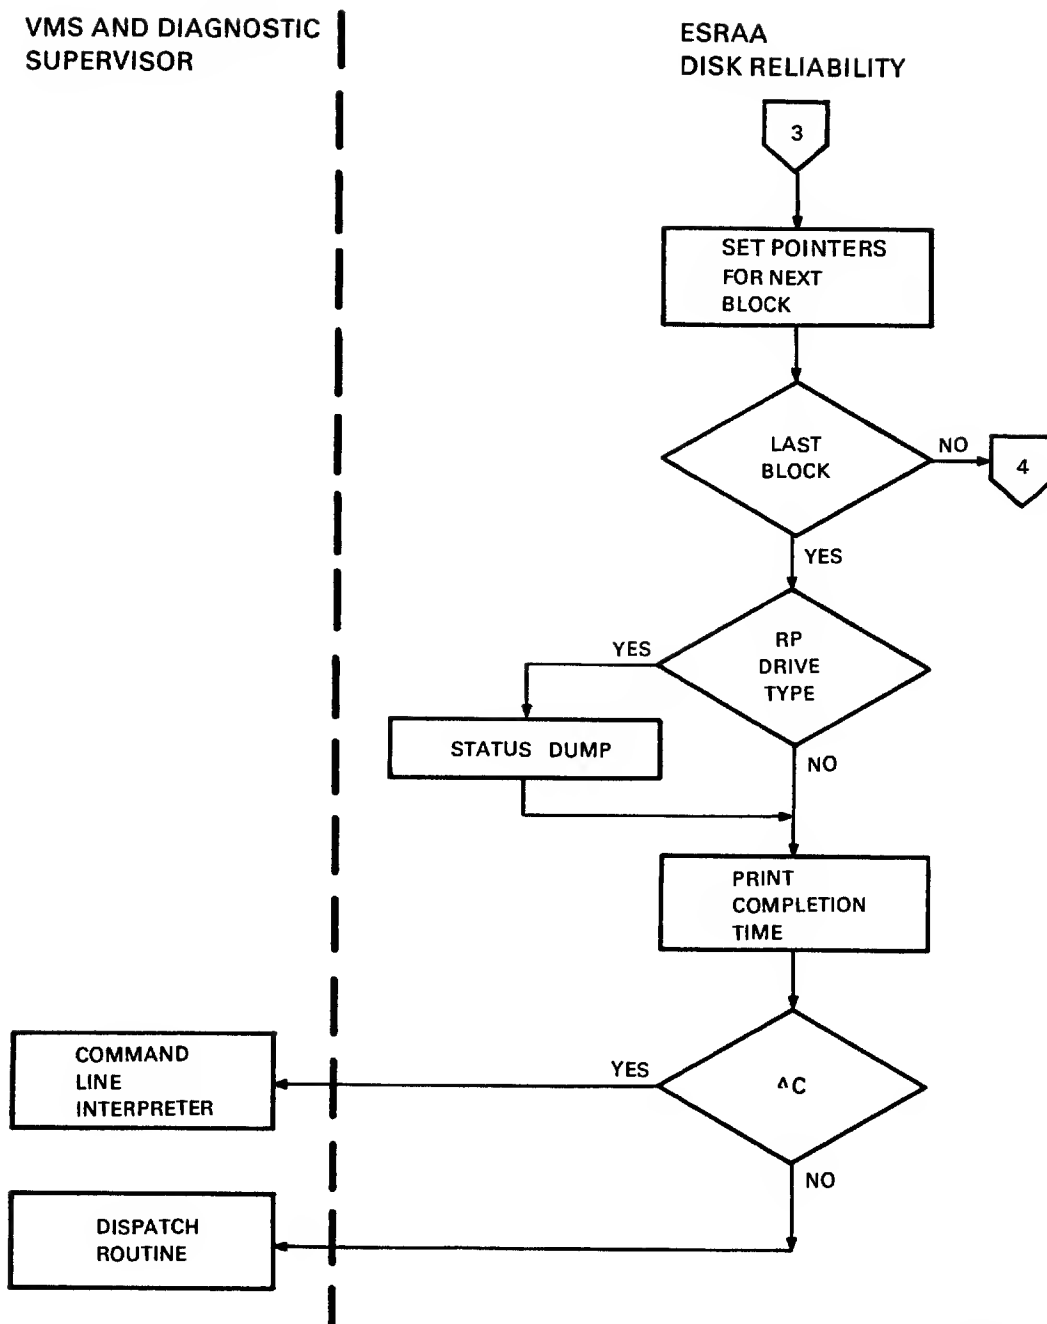 VMS AND DIAGNOSTIC
SUPERVISOR
ESRAA
DISK RELIABILITY
3
SET POINTERS
FOR NEXT
BLOCK
LAST
BLOCK
NO
4
YES
RP
DRIVE
TYPE
YES
STATUS DUMP
NO
PRINT
COMPLETION
TIME
^C
YES
COMMAND
LINE
INTERPRETER
NO
DISPATCH
ROUTINE